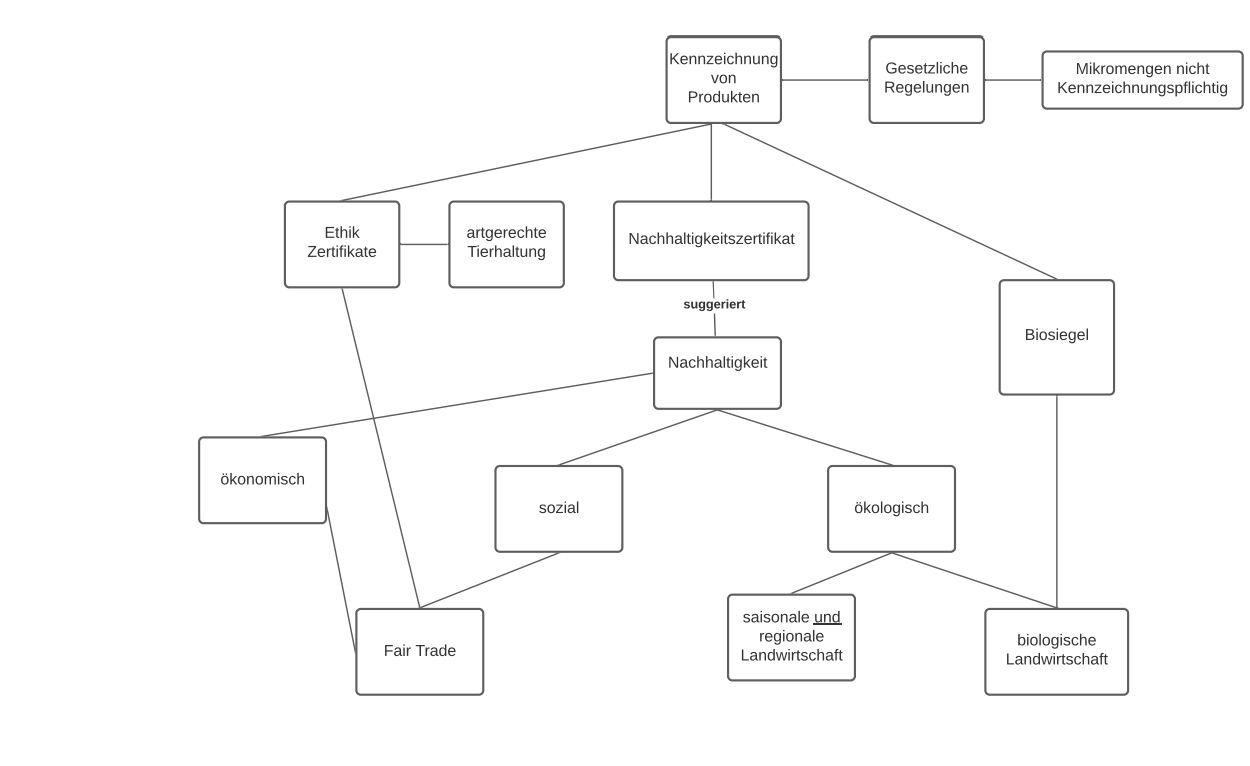 Kennzeichnung
von
Produkten
Gesetzliche
Regelungen
Mikromengen nicht
Kennzeichnungspflichtig
Ethik
Zertifikate
artgerechte
Tierhaltung
Nachhaltigkeitszertifikat
suggeriert
Biosiegel
Nachhaltigkeit
ökonomisch
sozial
ökologisch
Fair Trade
saisonale und
regionale
Landwirtschaft
biologische
Landwirtschaft